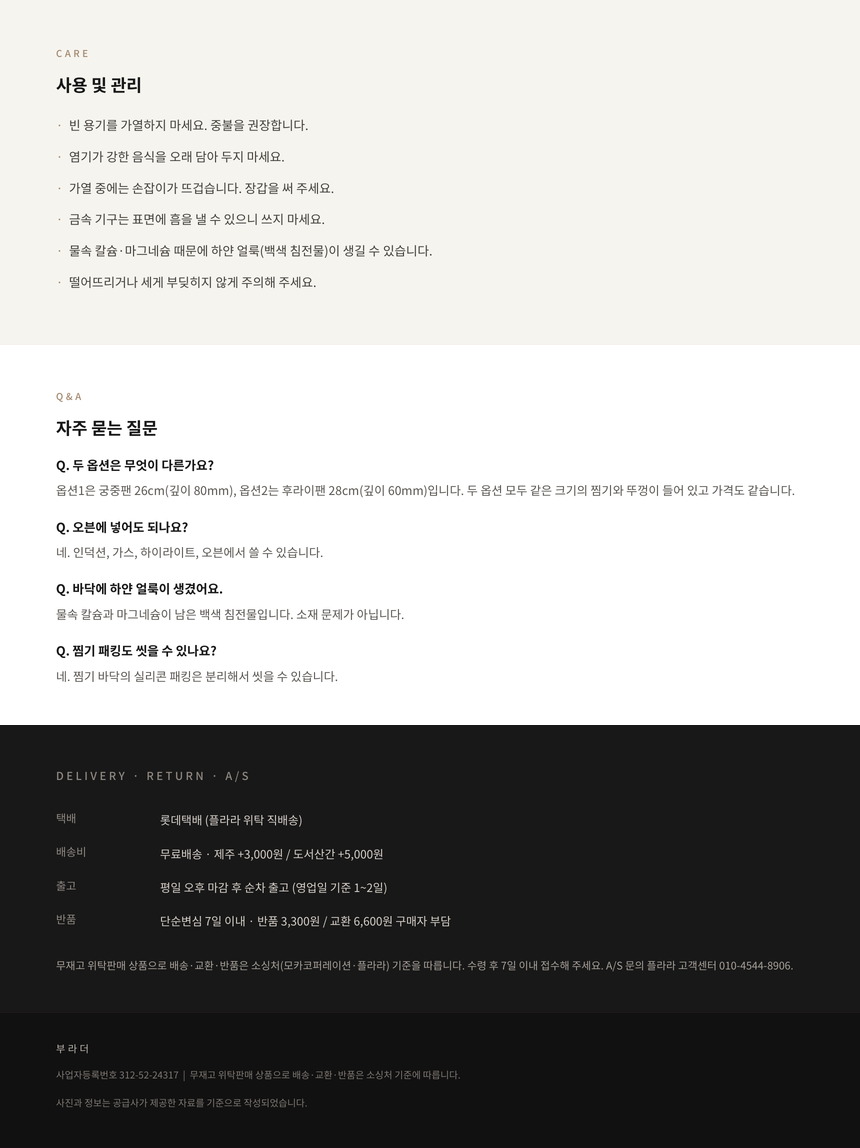 CARE
사용 및 관리
· 빈 용기를 가열하지 마세요. 중불을 권장합니다.
· 염기가 강한 음식을 오래 담아 두지 마세요.
· 가열 중에는 손잡이가 뜨겁습니다. 장갑을 써 주세요.
· 금속 기구는 표면에 흠을 낼 수 있으니 쓰지 마세요.
· 물속 칼슘·마그네슘 때문에 하얀 얼룩(백색 침전물)이 생길 수 있습니다.
· 떨어뜨리거나 세게 부딪히지 않게 주의해 주세요.
Q&A
자주 묻는 질문
Q. 두 옵션은 무엇이 다른가요?
옵션1은 궁중팬 26cm(깊이 80mm), 옵션2는 후라이팬 28cm(깊이 60mm)입니다. 두 옵션 모두 같은 크기의 찜기와 뚜껑이 들어 있고 가격도 같습니다.
Q. 오븐에 넣어도 되나요?
네. 인덕션, 가스, 하이라이트, 오븐에서 쓸 수 있습니다.
Q. 바닥에 하얀 얼룩이 생겼어요.
물속 칼슘과 마그네슘이 남은 백색 침전물입니다. 소재 문제가 아닙니다.
Q. 찜기 패킹도 씻을 수 있나요?
네. 찜기 바닥의 실리콘 패킹은 분리해서 씻을 수 있습니다.
DELIVERY · RETURN · A/S
택배 롯데택배 (플라라 위탁 직배송)
배송비 무료배송 · 제주 +3,000원 / 도서산간 +5,000원
출고 평일 오후 마감 후 순차 출고 (영업일 기준 1~2일)
반품 단순변심 7일 이내 · 반품 3,300원 / 교환 6,600원 구매자 부담
무재고 위탁판매 상품으로 배송·교환·반품은 소싱처(모카코퍼레이션·플라라) 기준을 따릅니다. 수령 후 7일 이내 접수해 주세요. A/S 문의 플라라 고객센터 010-4544-8906.
부라더
사업자등록번호 312-52-24317 | 무재고 위탁판매 상품으로 배송·교환·반품은 소싱처 기준에 따릅니다.
사진과 정보는 공급사가 제공한 자료를 기준으로 작성되었습니다.